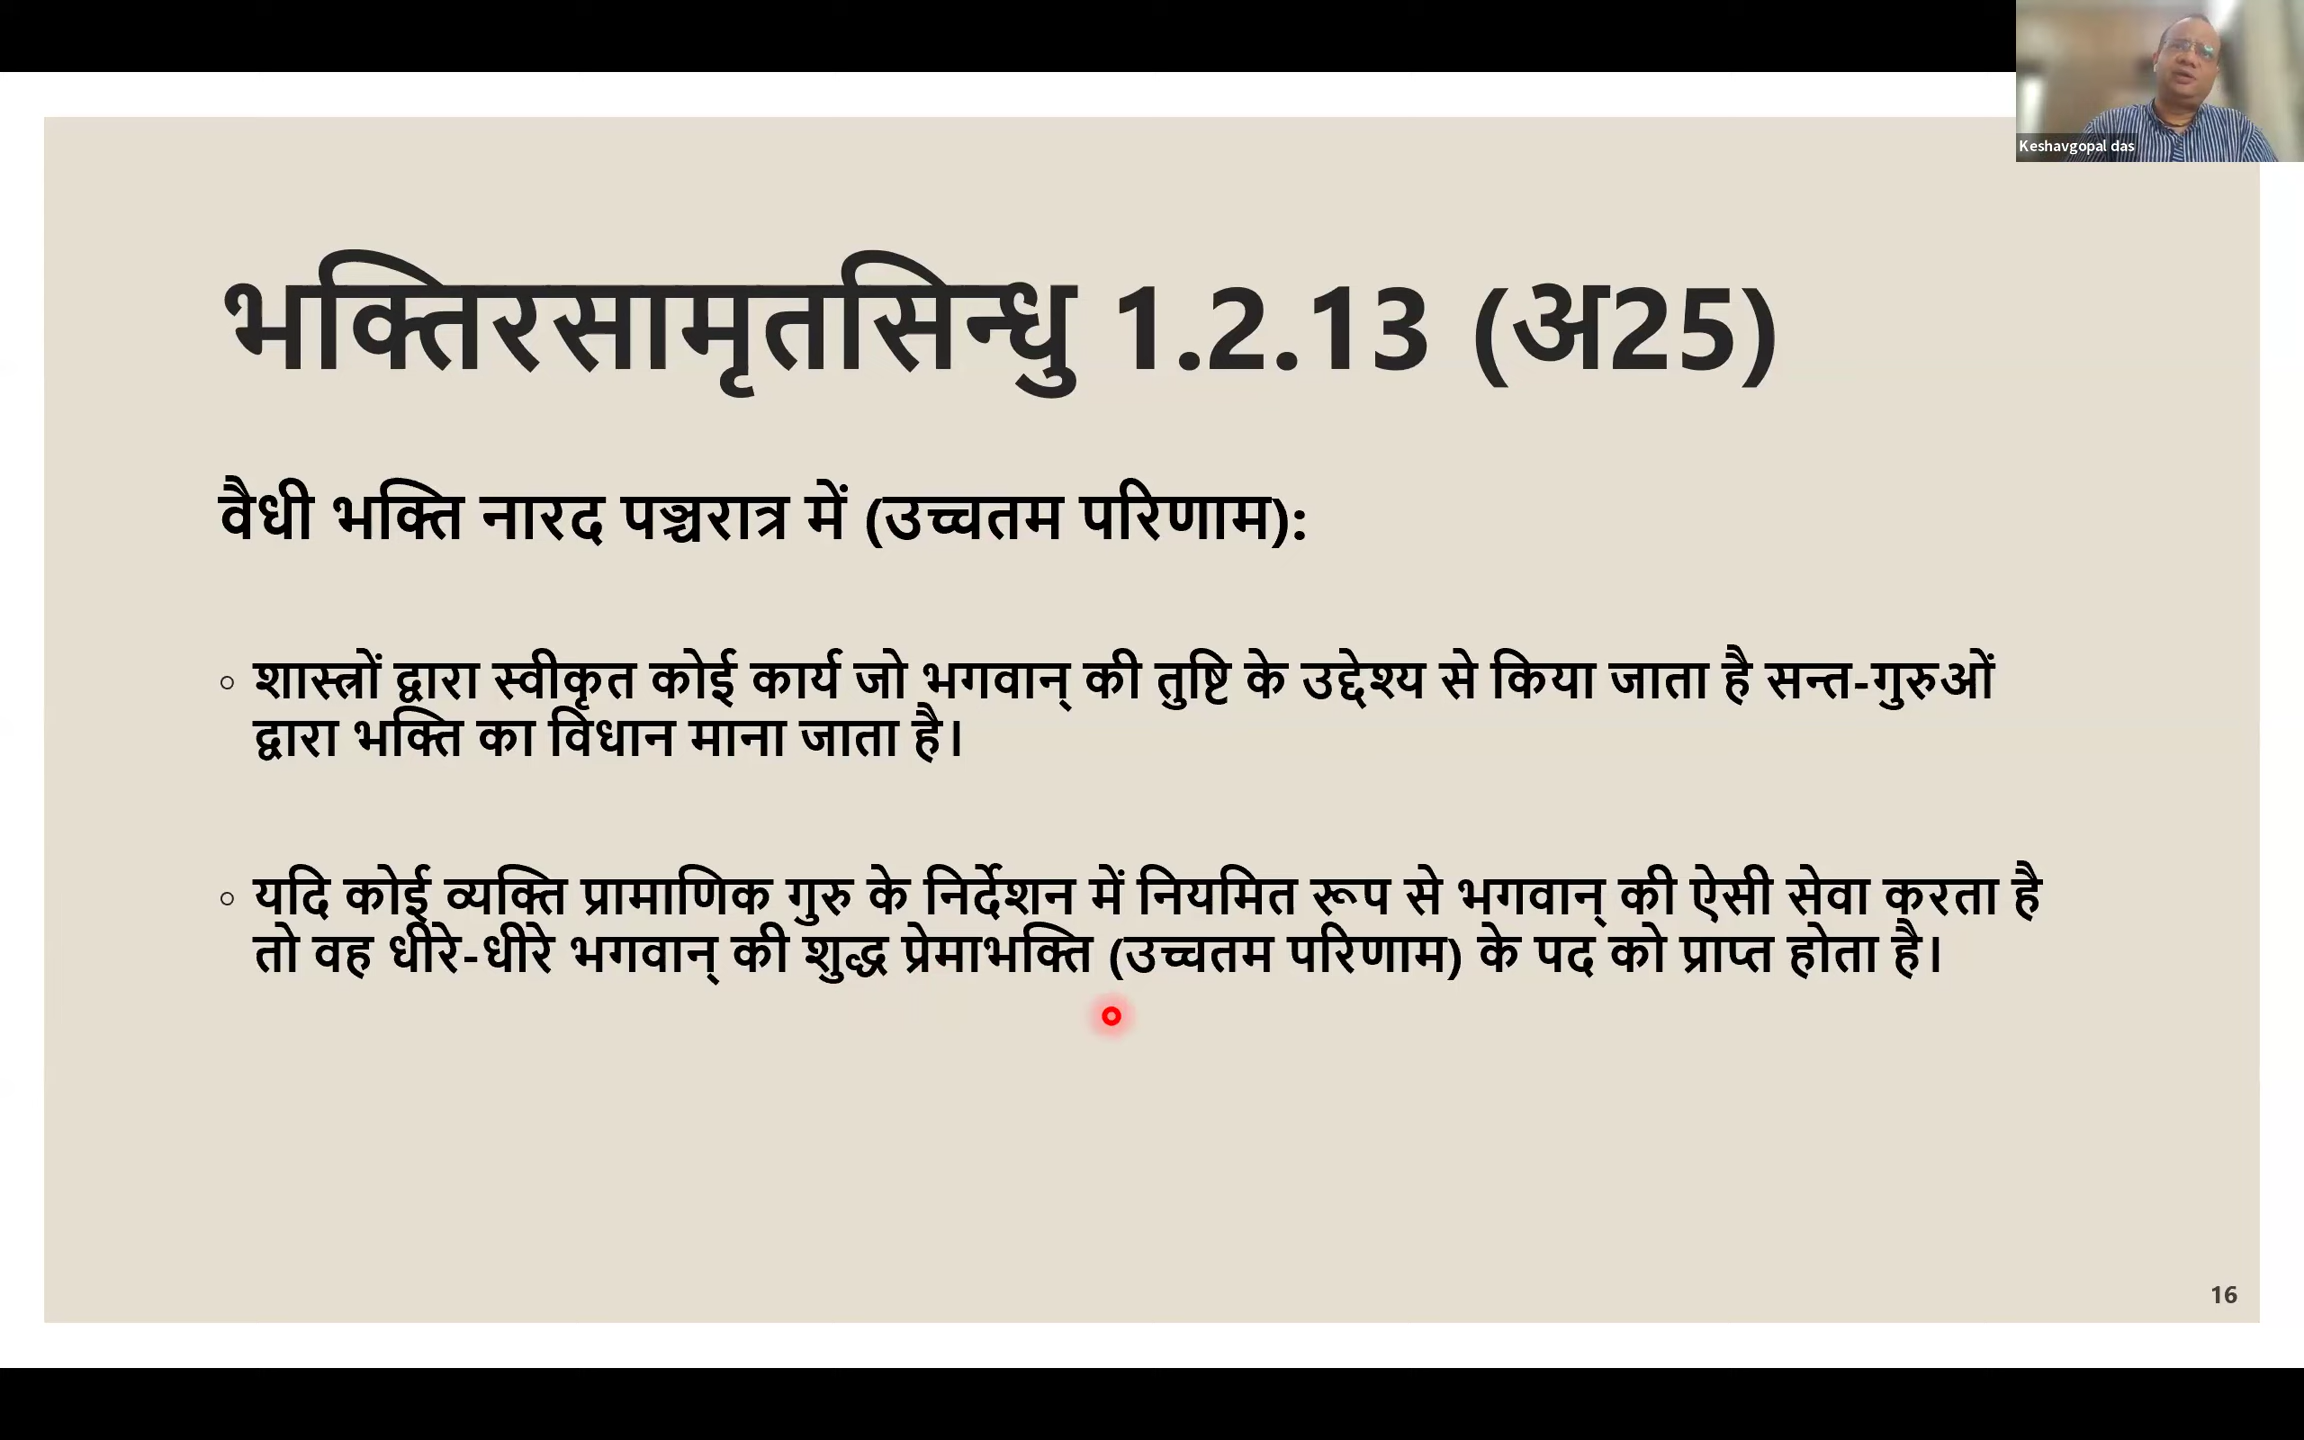 Keshavgopal das
भक्तिरसामृतसिन्धु 1.2.13 (अ25)
वैधी भक्ति नारद पञ्चरात्र में (उच्चतम परिणाम):
◦ शास्त्रों द्वारा स्वीकृत कोई कार्य जो भगवान् की तुष्टि के उद्देश्य से किया जाता है सन्त-गुरुओं
द्वारा भक्ति का विधान माना जाता है।
◦ यदि कोई व्यक्ति प्रामाणिक गुरु के निर्देशन में नियमित रूप से भगवान् की ऐसी सेवा करता है
तो वह धीरे-धीरे भगवान् की शुद्ध प्रेमाभक्ति (उच्चतम परिणाम) के पद को प्राप्त होता है।
16